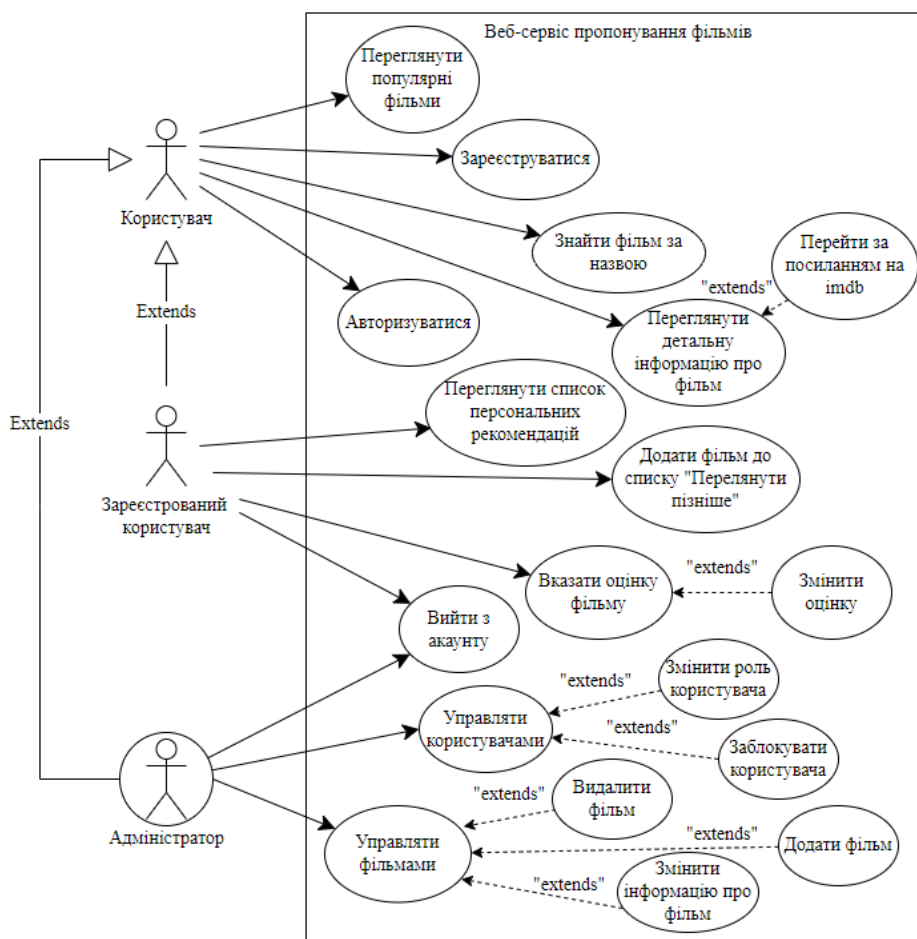 Веб-сервіс пропонування фільмів
Переглянути
популярні
фільми
Зареєструватися
Користувач
Знайти фільм за
назвою
Перейти за
посиланням на
imdb
"extends"
Extends
Авторизуватися
Переглянути
детальну
інформацію про
фільм
Переглянути список
персональних
рекомендацій
Extends
Додати фільм до
списку "Перелянути
пізніше"
Зареєстрований
користувач
Вказати оцінку
фільму
"extends"
Змінити
оцінку
Вийти з
акаунту
Змінити роль
користувача
"extends"
Управляти
користувачами
"extends"
Заблокувати
користувача
Видалити
фільм
"extends"
Адміністратор
Управляти
фільмами
"extends"
Додати фільм
"extends"
Змінити
інформацію про
фільм